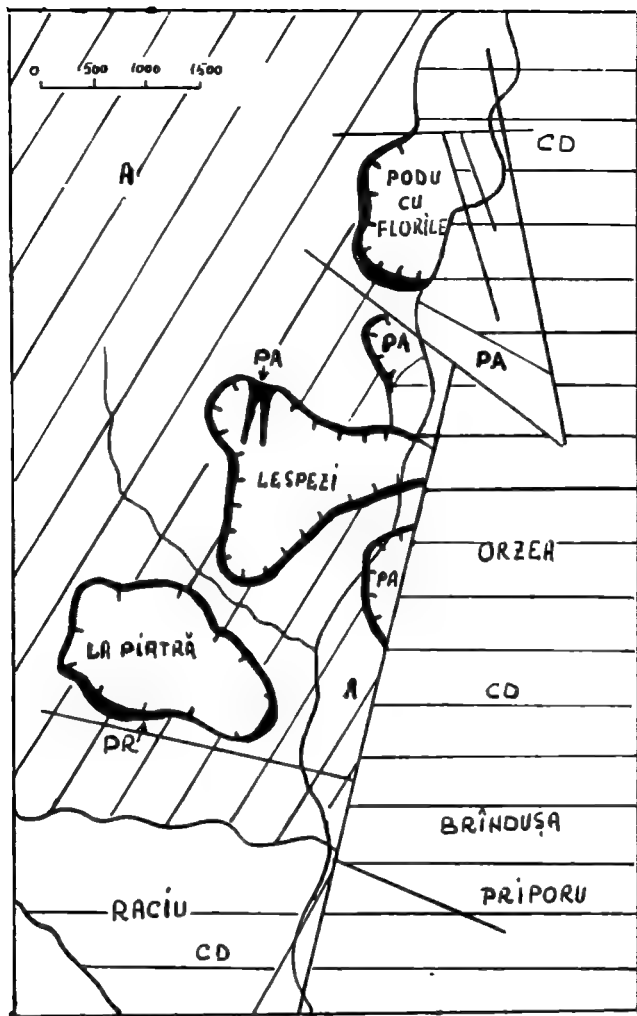 0 500 1000 1500
A
CD
PODU
CU
FLORILE
PA
PA
PA
LESPEZI
ORZEA
PA
LA PIATRĂ
A
CD
PR
BRÎNDUȘA
PRIPORU
RACIU
CD